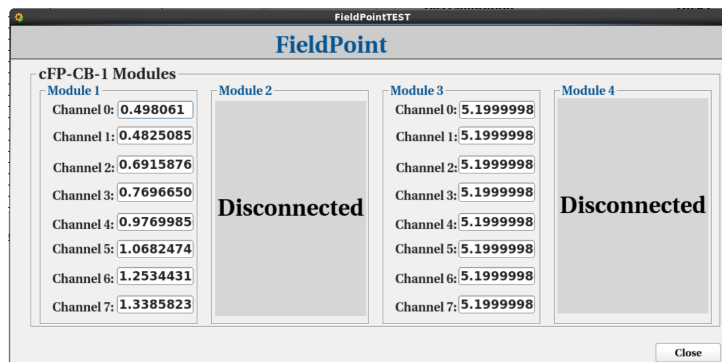 FieldPointTEST
FieldPoint
cFP-CB-1 Modules
Module 1
Channel 0: 0.498061
Channel 1: 0.4825085
Channel 2: 0.6915876
Channel 3: 0.7696650
Channel 4: 0.9769985
Channel 5: 1.0682474
Channel 6: 1.2534431
Channel 7: 1.3385823
Module 2
Disconnected
Module 3
Channel 0: 5.1999998
Channel 1: 5.1999998
Channel 2: 5.1999998
Channel 3: 5.1999998
Channel 4: 5.1999998
Channel 5: 5.1999998
Channel 6: 5.1999998
Channel 7: 5.1999998
Module 4
Disconnected
Close